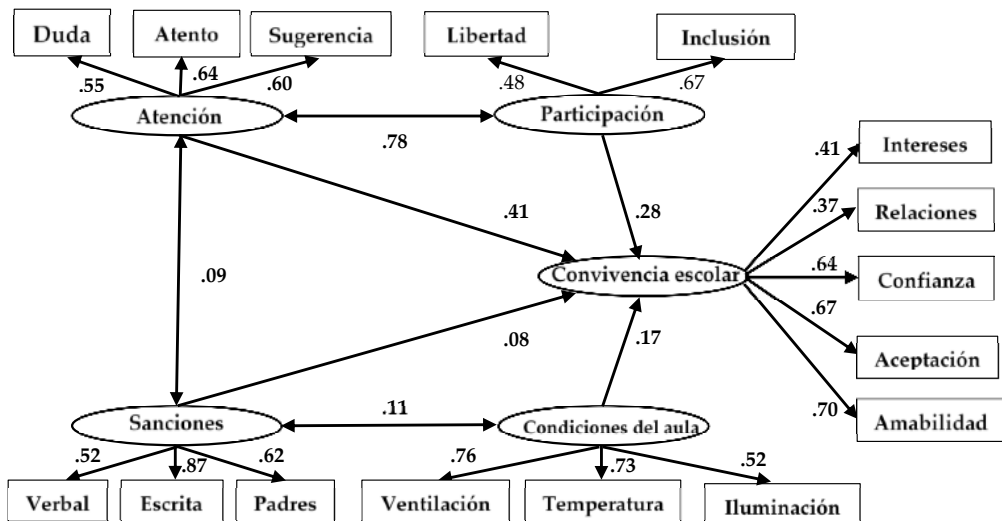 Duda
Atento
Sugerencia
Libertad
Inclusión
.55
.64
.60
.48
.67
Atención
Participación
.78
Intereses
.41
Relaciones
.37
.41
.28
Convivencia escolar
.64
Confianza
.09
.67
.08
.17
Aceptación
.70
Amabilidad
Sanciones
.11
Condiciones del aula
.52
.87
.62
.76
.73
.52
Verbal
Escrita
Padres
Ventilación
Temperatura
Iluminación